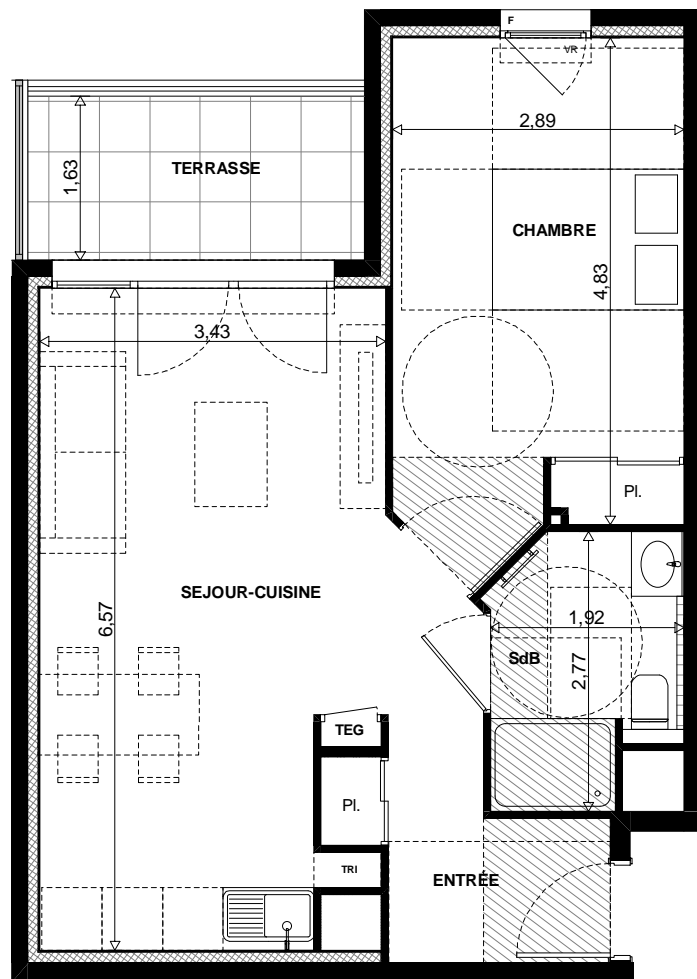 F
VR
2,89
1,63
TERRASSE
CHAMBRE
4,83
3,43
Pl.
SEJOUR-CUISINE
6,57
1,92
SdB
2,77
TEG
Pl.
TRI
ENTRÉE